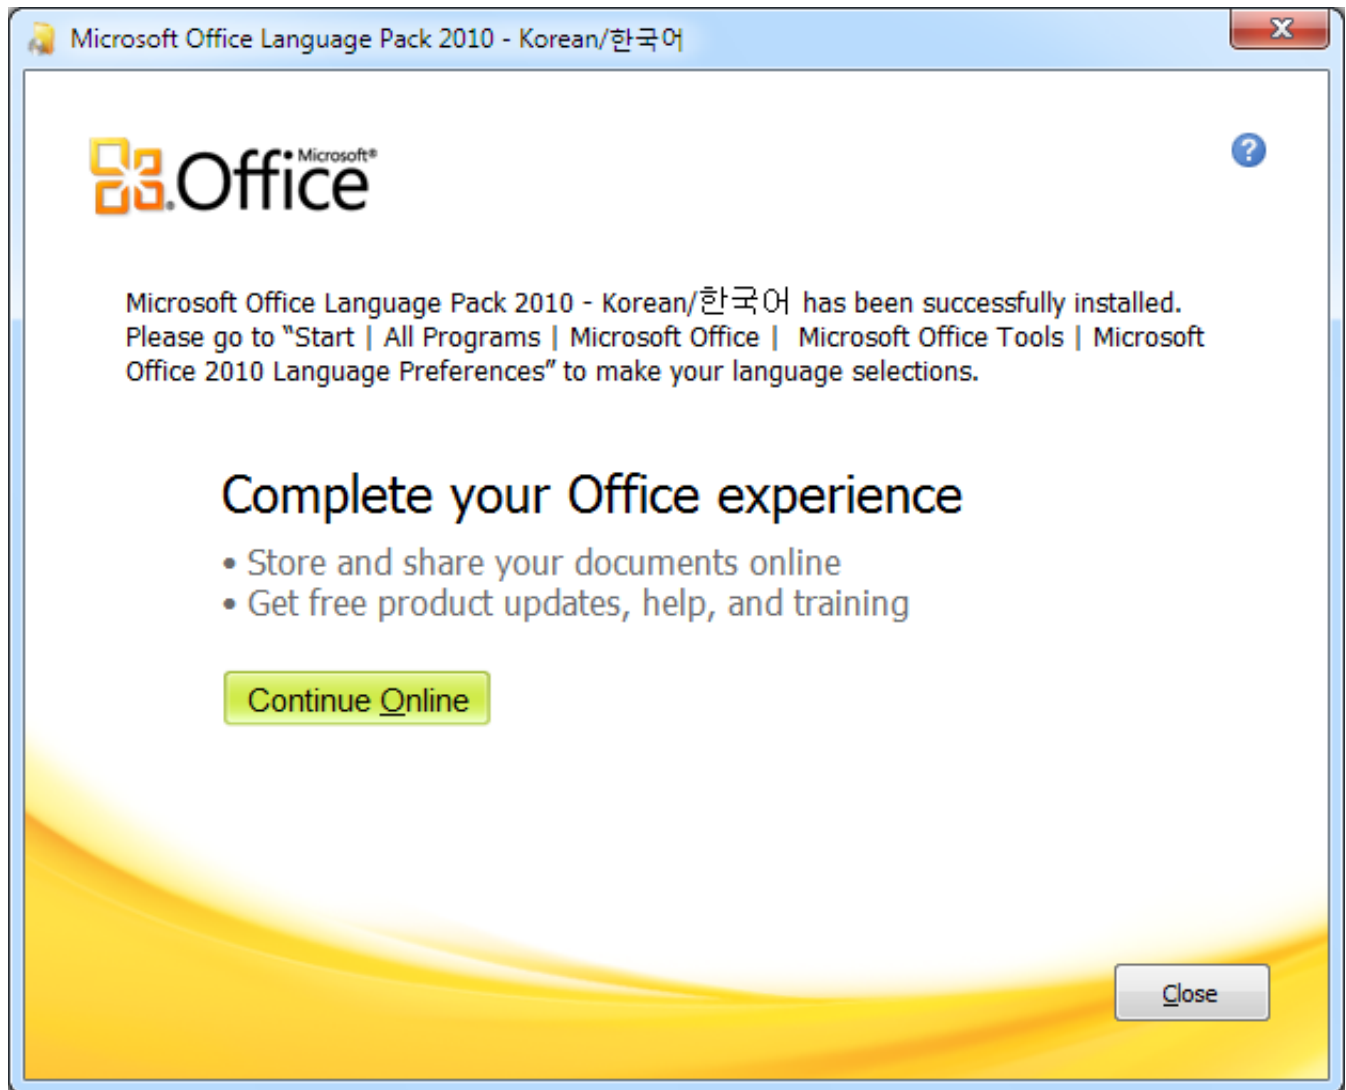 Microsoft Office Language Pack 2010 - Korean/한국어
Microsoft®
Office
Microsoft Office Language Pack 2010 - Korean/한국어 has been successfully installed.
Please go to “Start | All Programs | Microsoft Office | Microsoft Office Tools | Microsoft
Office 2010 Language Preferences” to make your language selections.
Complete your Office experience
• Store and share your documents online
• Get free product updates, help, and training
Continue Online
Close